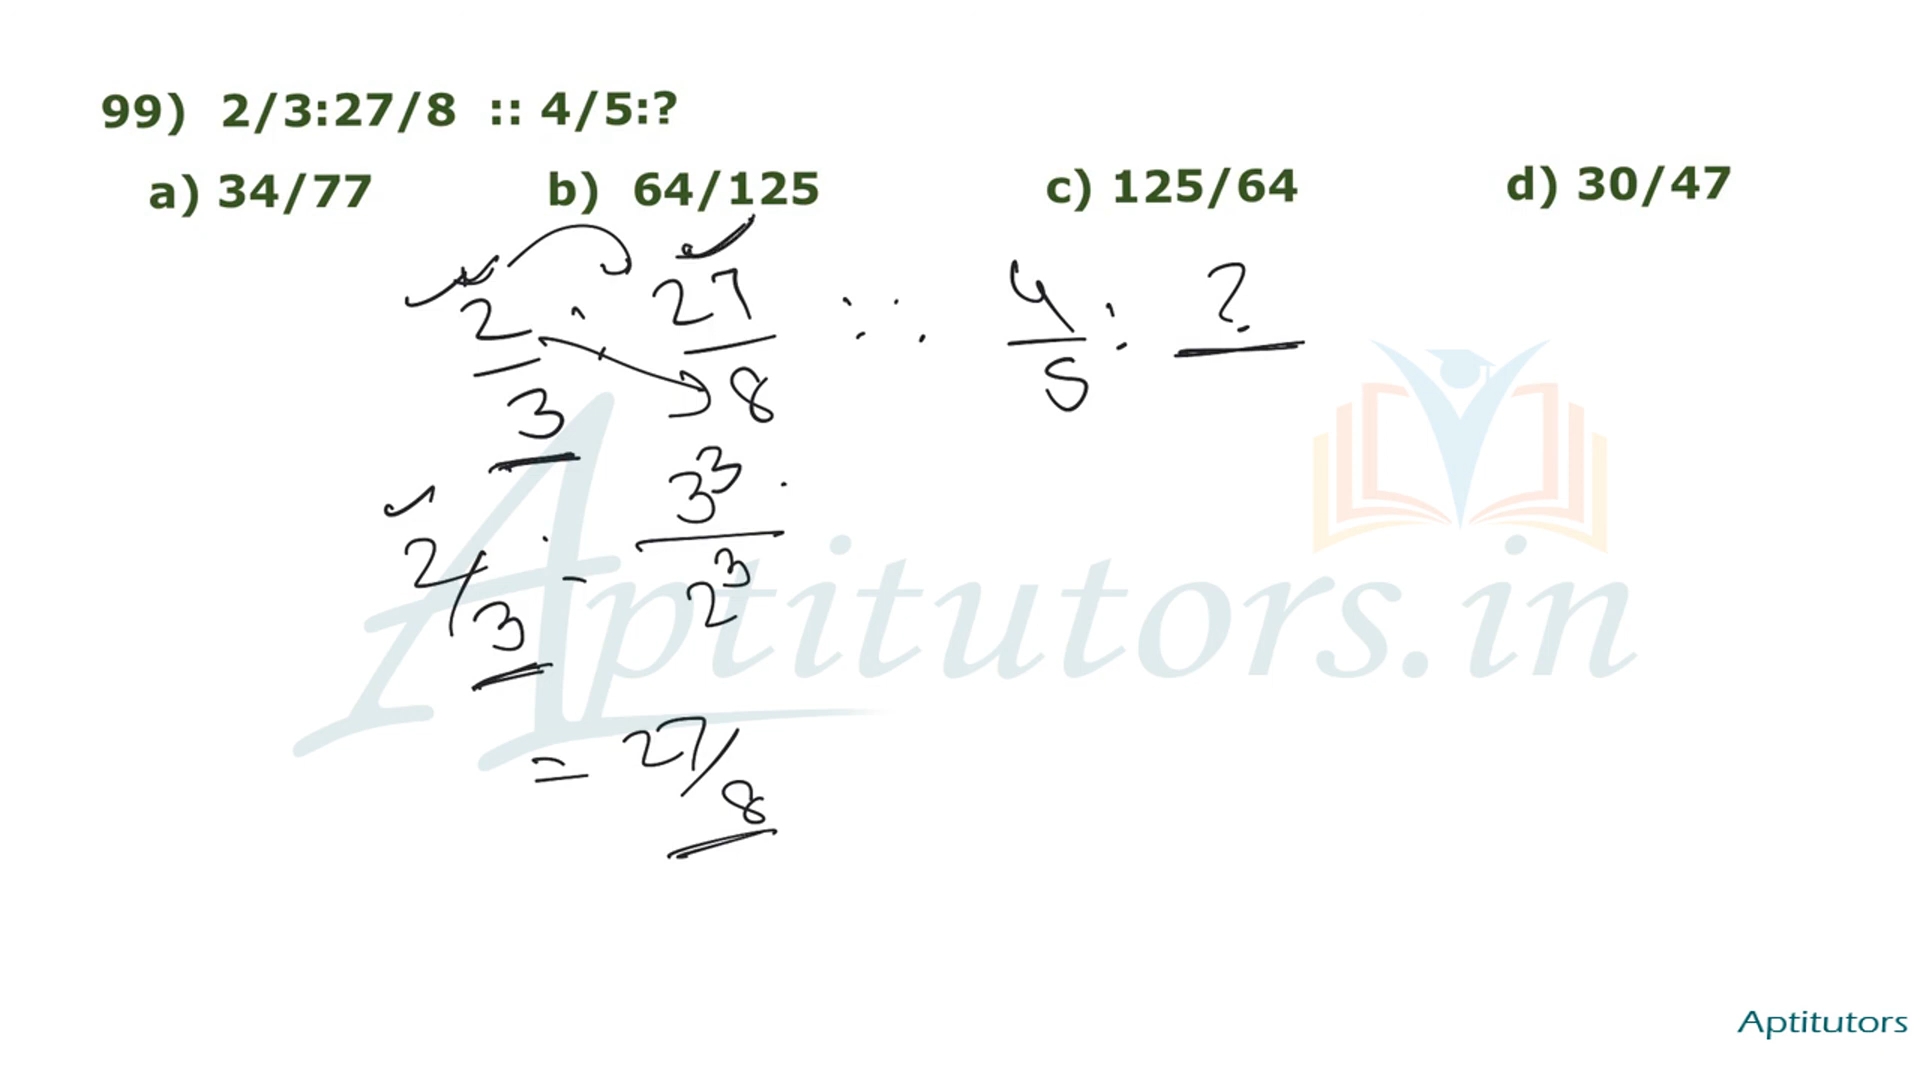 99) 2/3:27/8 :: 4/5:?
a) 34/77 b) 64/125 c) 125/64 d) 30/47
2/3 : 27/8 :: 4/5 : ?
2/3 = 3³/2³
= 27/8
Aptitutors.in
Aptitutors